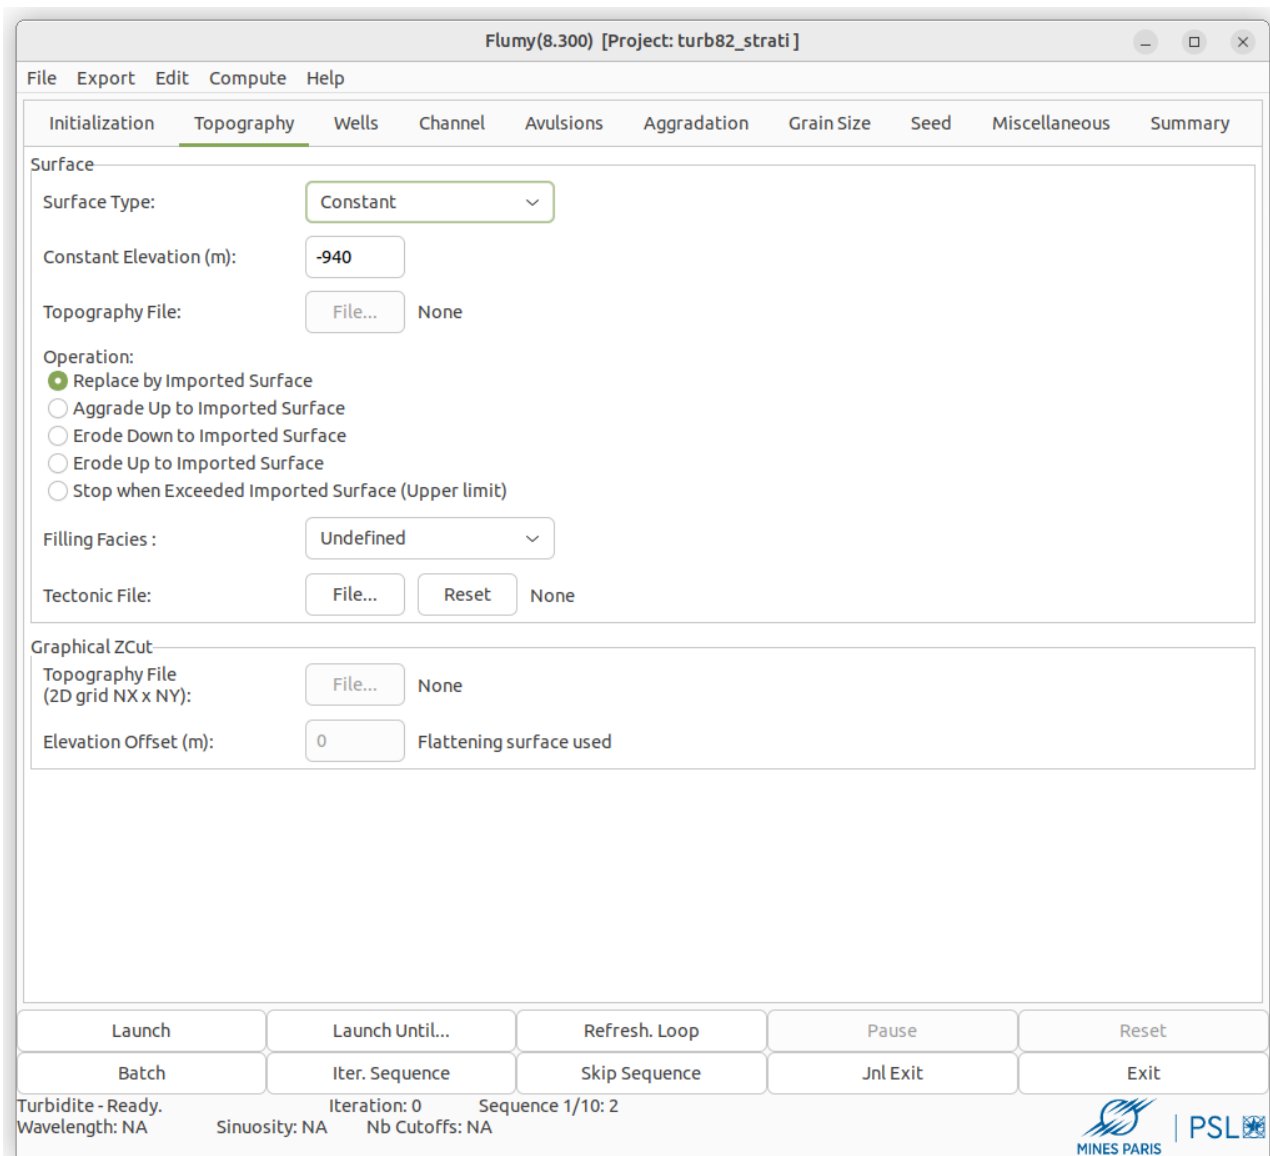 Flumy(8.300) [Project: turb82_strati ]
File Export Edit Compute Help
Initialization Topography Wells Channel Avulsions Aggradation Grain Size Seed Miscellaneous Summary
Surface
Surface Type: Constant
Constant Elevation (m): -940
Topography File: File... None
Operation:
Replace by Imported Surface
Aggrade Up to Imported Surface
Erode Down to Imported Surface
Erode Up to Imported Surface
Stop when Exceeded Imported Surface (Upper limit)
Filling Facies : Undefined
Tectonic File: File... Reset None
Graphical ZCut
Topography File
(2D grid NX x NY): File... None
Elevation Offset (m): 0 Flattening surface used
Launch Launch Until... Refresh. Loop Pause Reset
Batch Iter. Sequence Skip Sequence Jnl Exit Exit
Turbidite - Ready. Iteration: 0 Sequence 1/10: 2
Wavelength: NA Sinuosity: NA Nb Cutoffs: NA
MINES PARIS | PSL